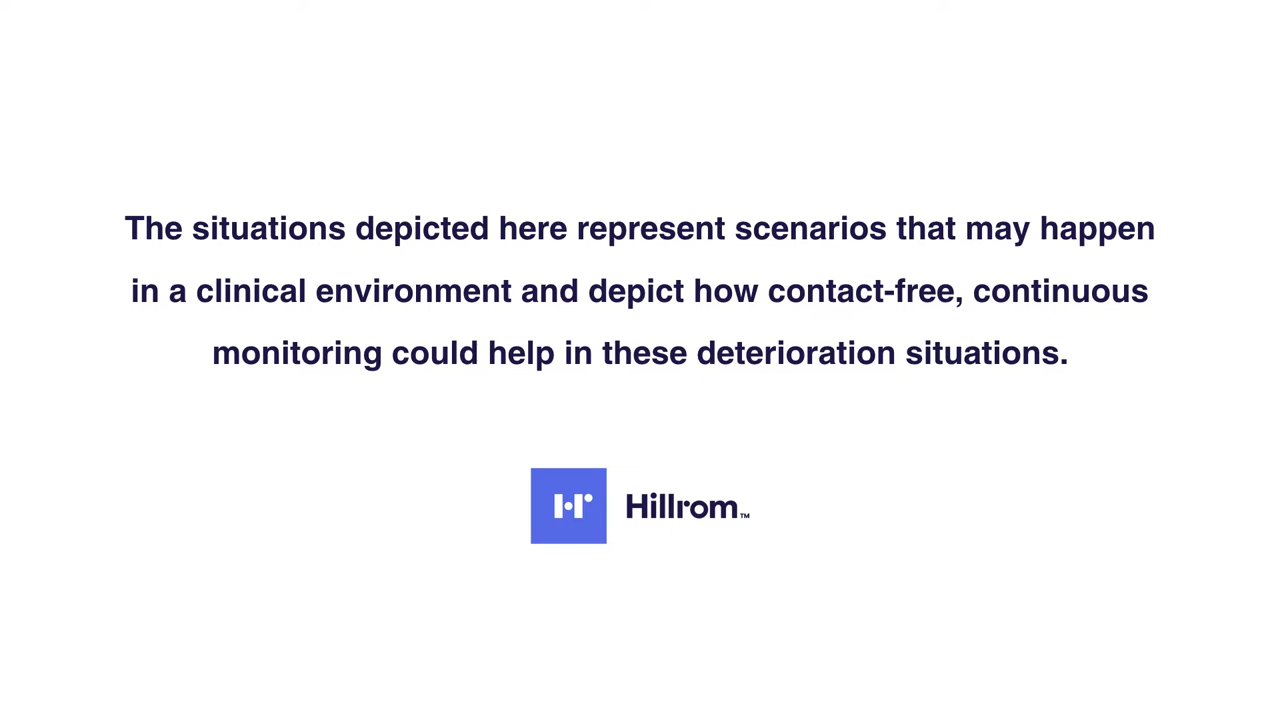 The situations depicted here represent scenarios that may happen
in a clinical environment and depict how contact-free, continuous
monitoring could help in these deterioration situations.
Hillrom™